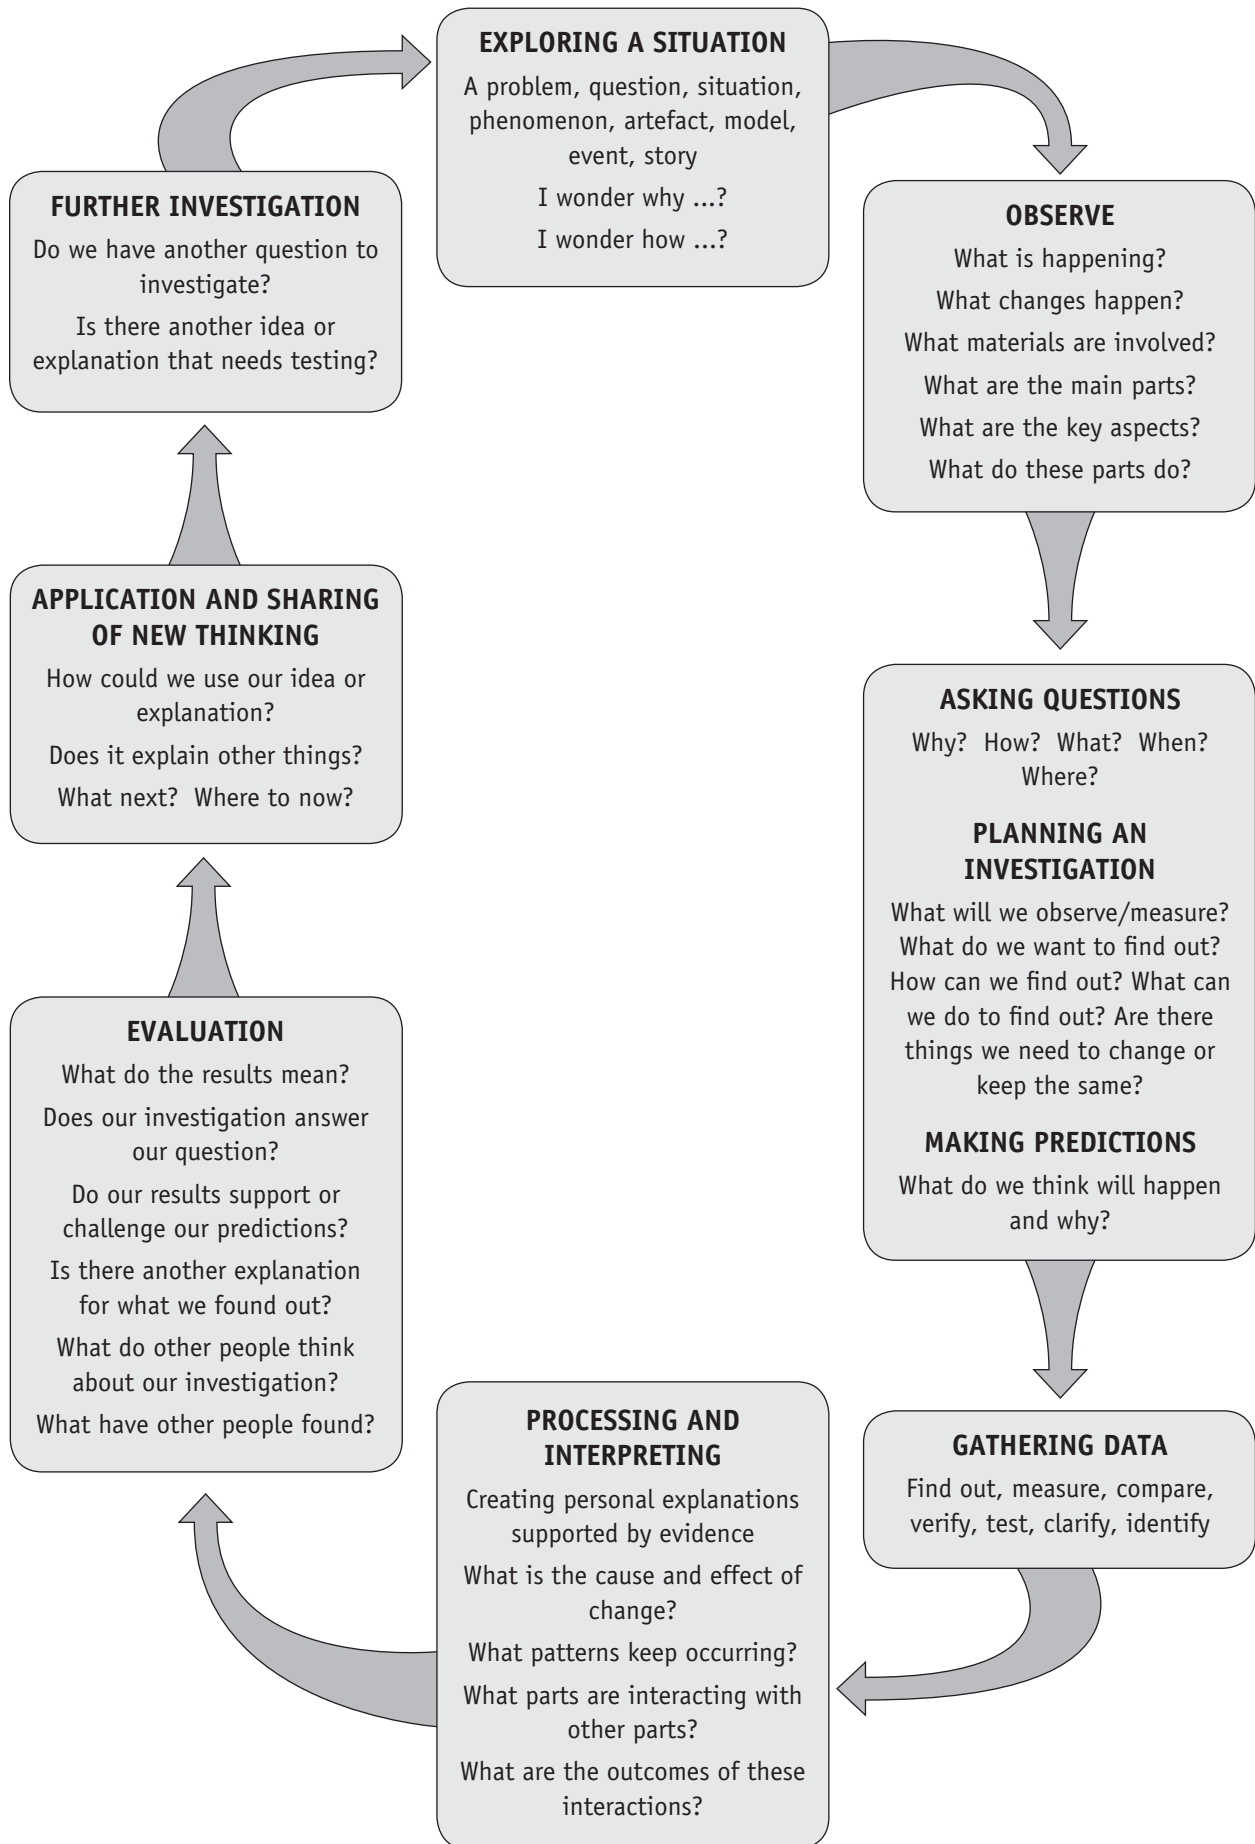 EXPLORING A SITUATION
A problem, question, situation,
phenomenon, artefact, model,
event, story
I wonder why ...?
I wonder how ...?
OBSERVE
What is happening?
What changes happen?
What materials are involved?
What are the main parts?
What are the key aspects?
What do these parts do?
ASKING QUESTIONS
Why? How? What? When?
Where?
PLANNING AN
INVESTIGATION
What will we observe/measure?
What do we want to find out?
How can we find out? What can
we do to find out? Are there
things we need to change or
keep the same?
MAKING PREDICTIONS
What do we think will happen
and why?
GATHERING DATA
Find out, measure, compare,
verify, test, clarify, identify
PROCESSING AND
INTERPRETING
Creating personal explanations
supported by evidence
What is the cause and effect of
change?
What patterns keep occurring?
What parts are interacting with
other parts?
What are the outcomes of these
interactions?
EVALUATION
What do the results mean?
Does our investigation answer
our question?
Do our results support or
challenge our predictions?
Is there another explanation
for what we found out?
What do other people think
about our investigation?
What have other people found?
APPLICATION AND SHARING
OF NEW THINKING
How could we use our idea or
explanation?
Does it explain other things?
What next? Where to now?
FURTHER INVESTIGATION
Do we have another question to
investigate?
Is there another idea or
explanation that needs testing?